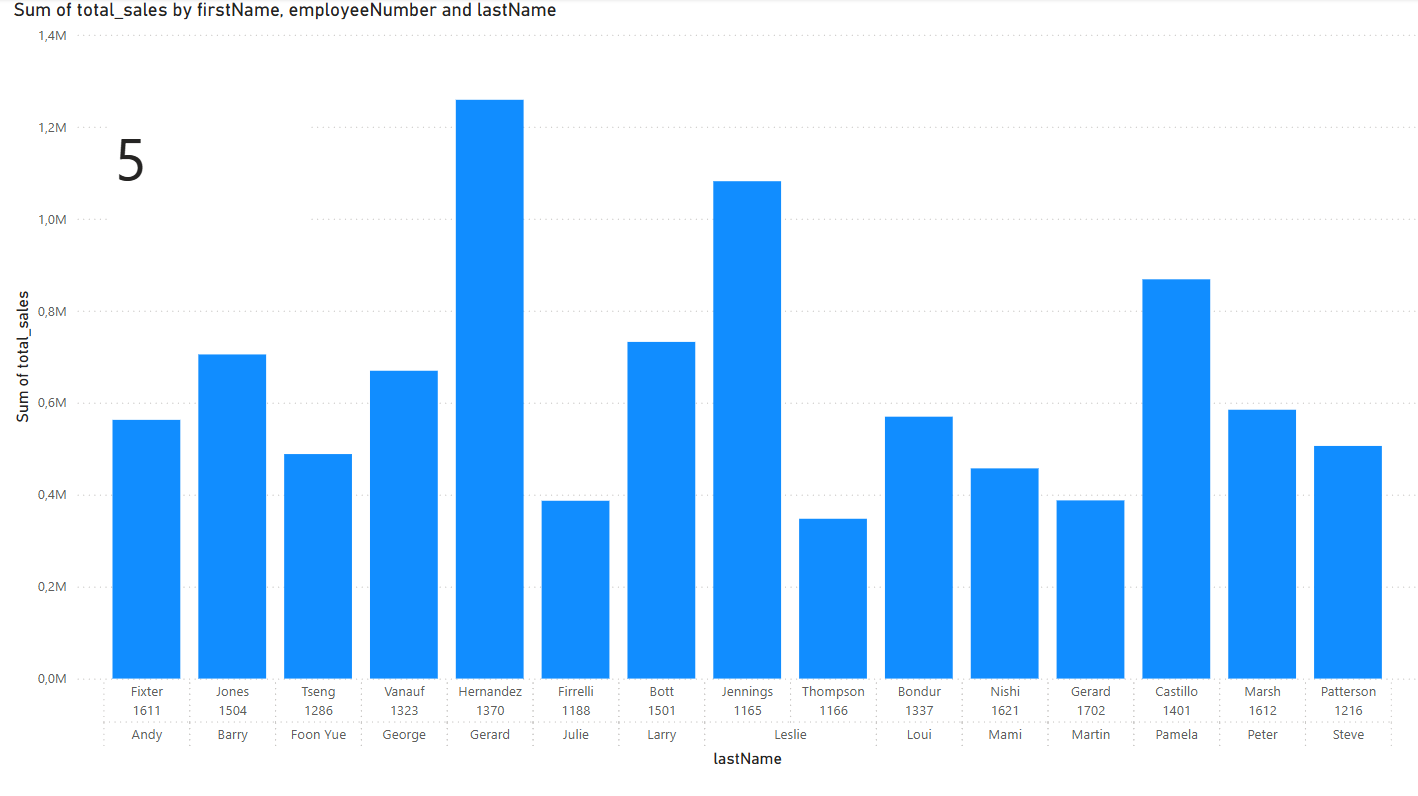 Sum of total_sales by firstName, employeeNumber and lastName
1,4M
1,2M
5
1,0M
0,8M
0,6M
0,4M
0,2M
0,0M
Sum of total_sales
Fixter Jones Tseng Vanauf Hernandez Firrelli Bott Jennings Thompson Bondur Nishi Gerard Castillo Marsh Patterson
1611 1504 1286 1323 1370 1188 1501 1165 1166 1337 1621 1702 1401 1612 1216
Andy Barry Foon Yue George Gerard Julie Larry Leslie Loui Mami Martin Pamela Peter Steve
lastName